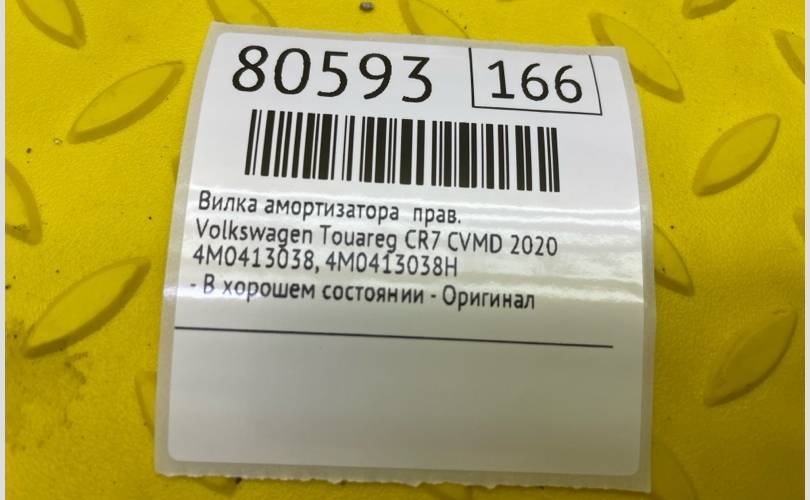 80593 166
Вилка амортизатора прав.
Volkswagen Touareg CR7 CVMD 2020
4M0413038, 4M0413038H
- В хорошем состоянии - Оригинал